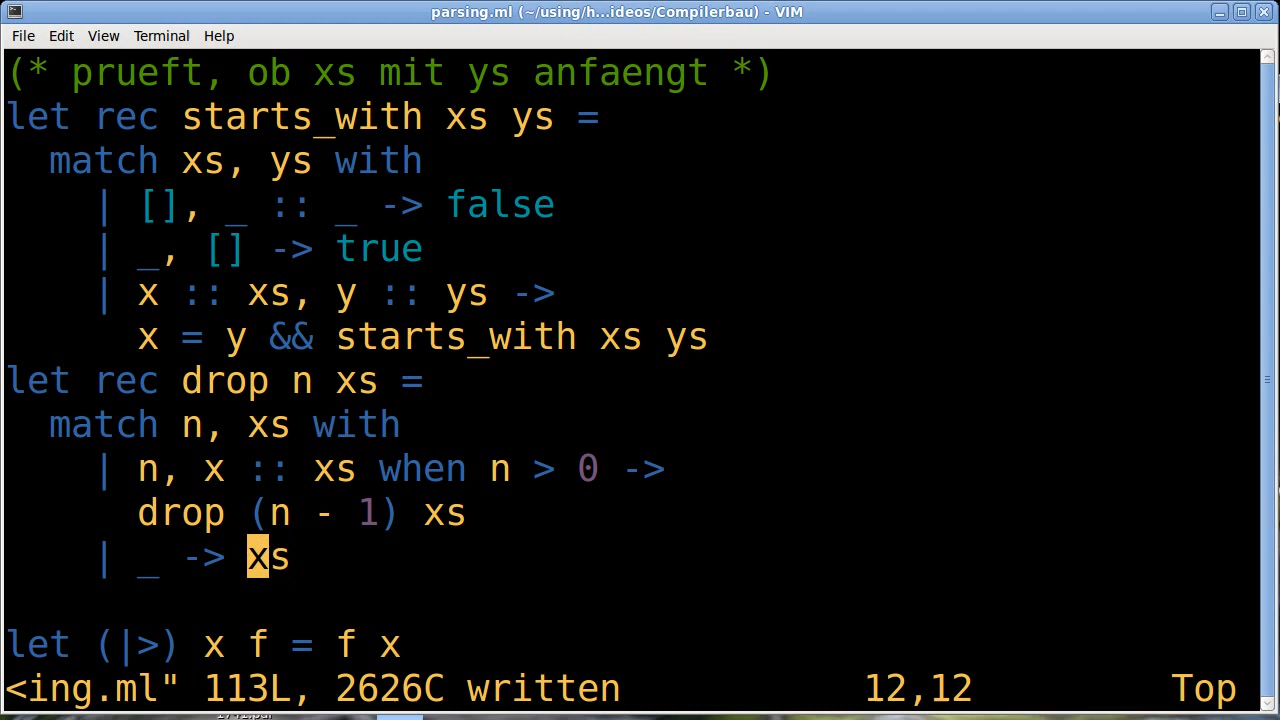 parsing.ml (~/using/h...ideos/Compilerbau) - VIM
File Edit View Terminal Help
(* prueft, ob xs mit ys anfaengt *)
let rec starts_with xs ys =
  match xs, ys with
    | [], _ :: _ -> false
    | _, [] -> true
    | x :: xs, y :: ys ->
      x = y && starts_with xs ys
let rec drop n xs =
  match n, xs with
    | n, x :: xs when n > 0 ->
      drop (n - 1) xs
    | _ -> xs

let (|>) x f = f x
<ing.ml" 113L, 2626C written 12,12 Top